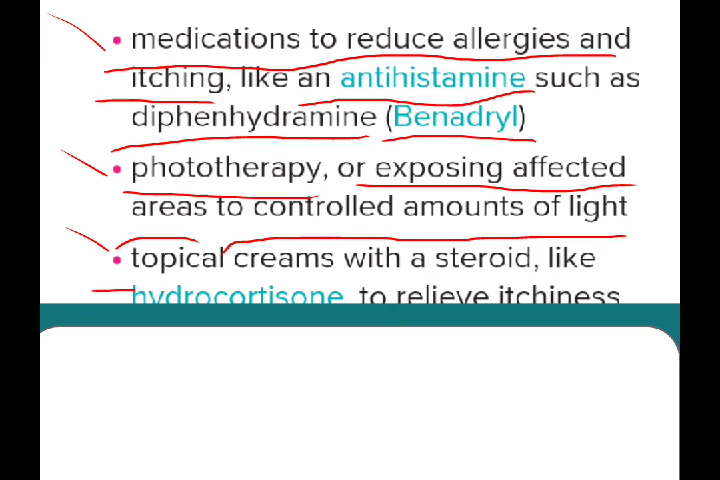 • medications to reduce allergies and
itching, like an antihistamine such as
diphenhydramine (Benadryl)
• phototherapy, or exposing affected
areas to controlled amounts of light
• topical creams with a steroid, like
hydrocortisone, to relieve itchiness